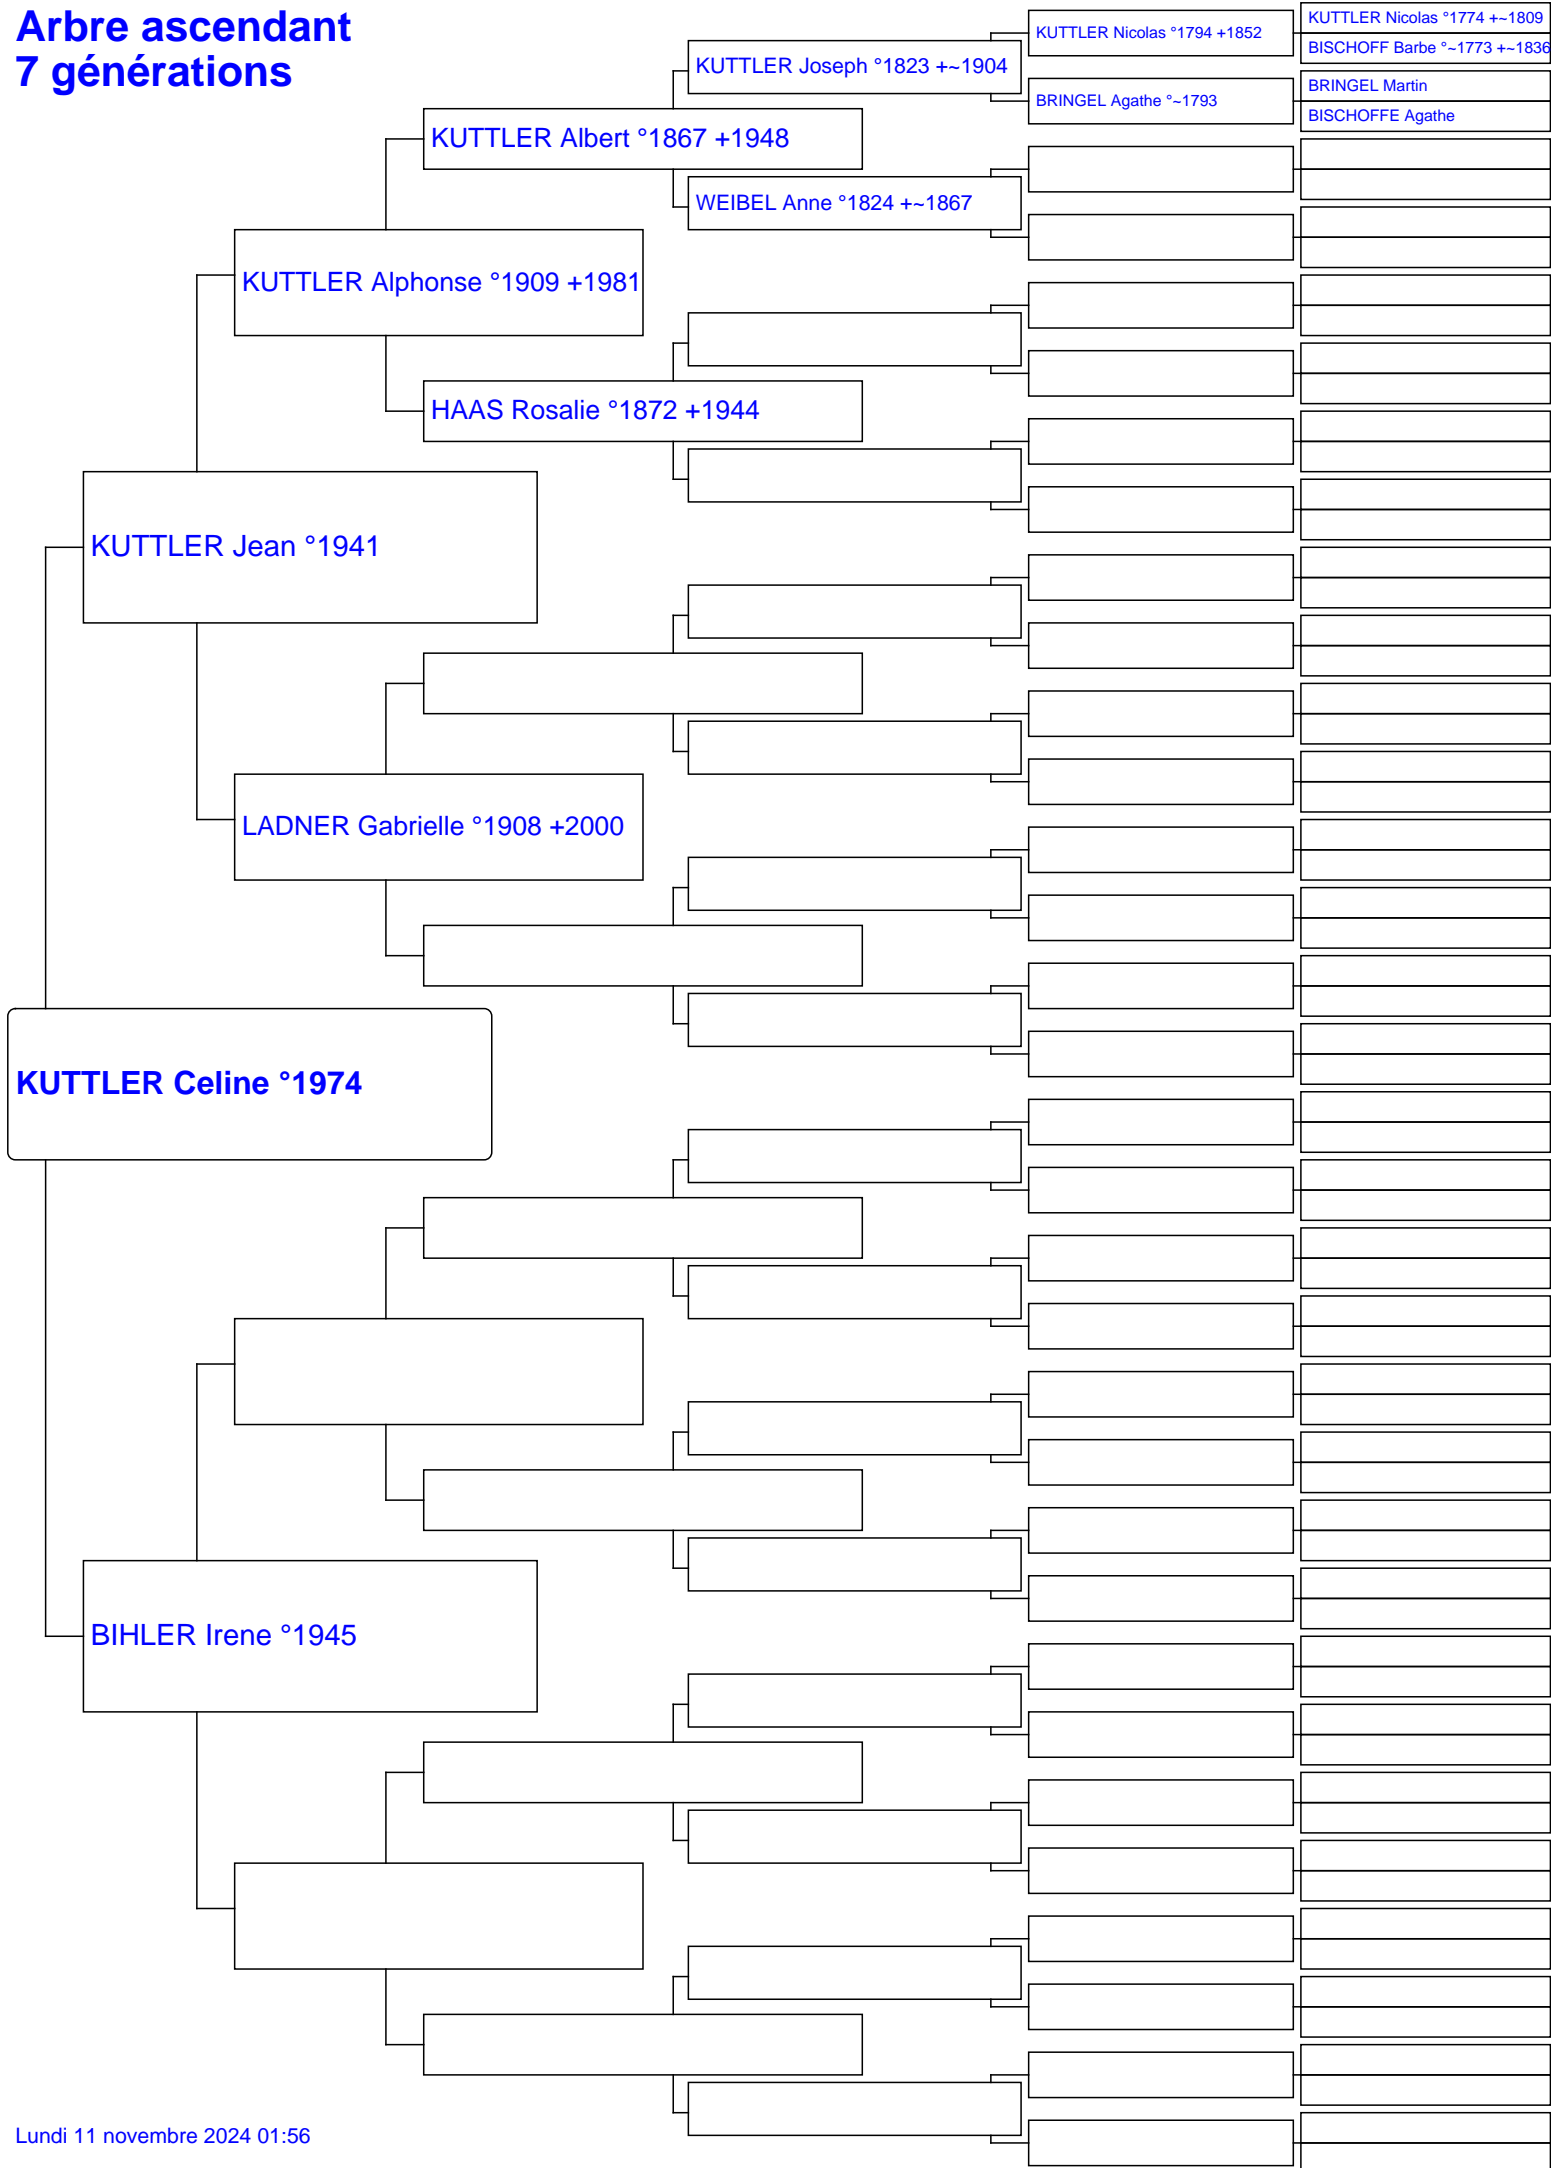 Arbre ascendant
7 générations
KUTTLER Nicolas °1774 +~1809
KUTTLER Nicolas °1794 +1852
BISCHOFF Barbe °~1773 +~1836
KUTTLER Joseph °1823 +~1904
BRINGEL Martin
BRINGEL Agathe °~1793
BISCHOFFE Agathe
KUTTLER Albert °1867 +1948
WEIBEL Anne °1824 +~1867
KUTTLER Alphonse °1909 +1981
HAAS Rosalie °1872 +1944
KUTTLER Jean °1941
LADNER Gabrielle °1908 +2000
KUTTLER Celine °1974
BIHLER Irene °1945
Lundi 11 novembre 2024 01:56